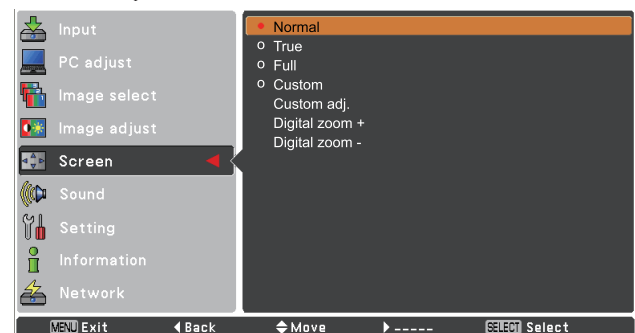 Input
PC adjust
Image select
Image adjust
Screen
Sound
Setting
Information
Network
Normal
True
Full
Custom
Custom adj.
Digital zoom +
Digital zoom -
MENU Exit Back Move ----- SELECT Select